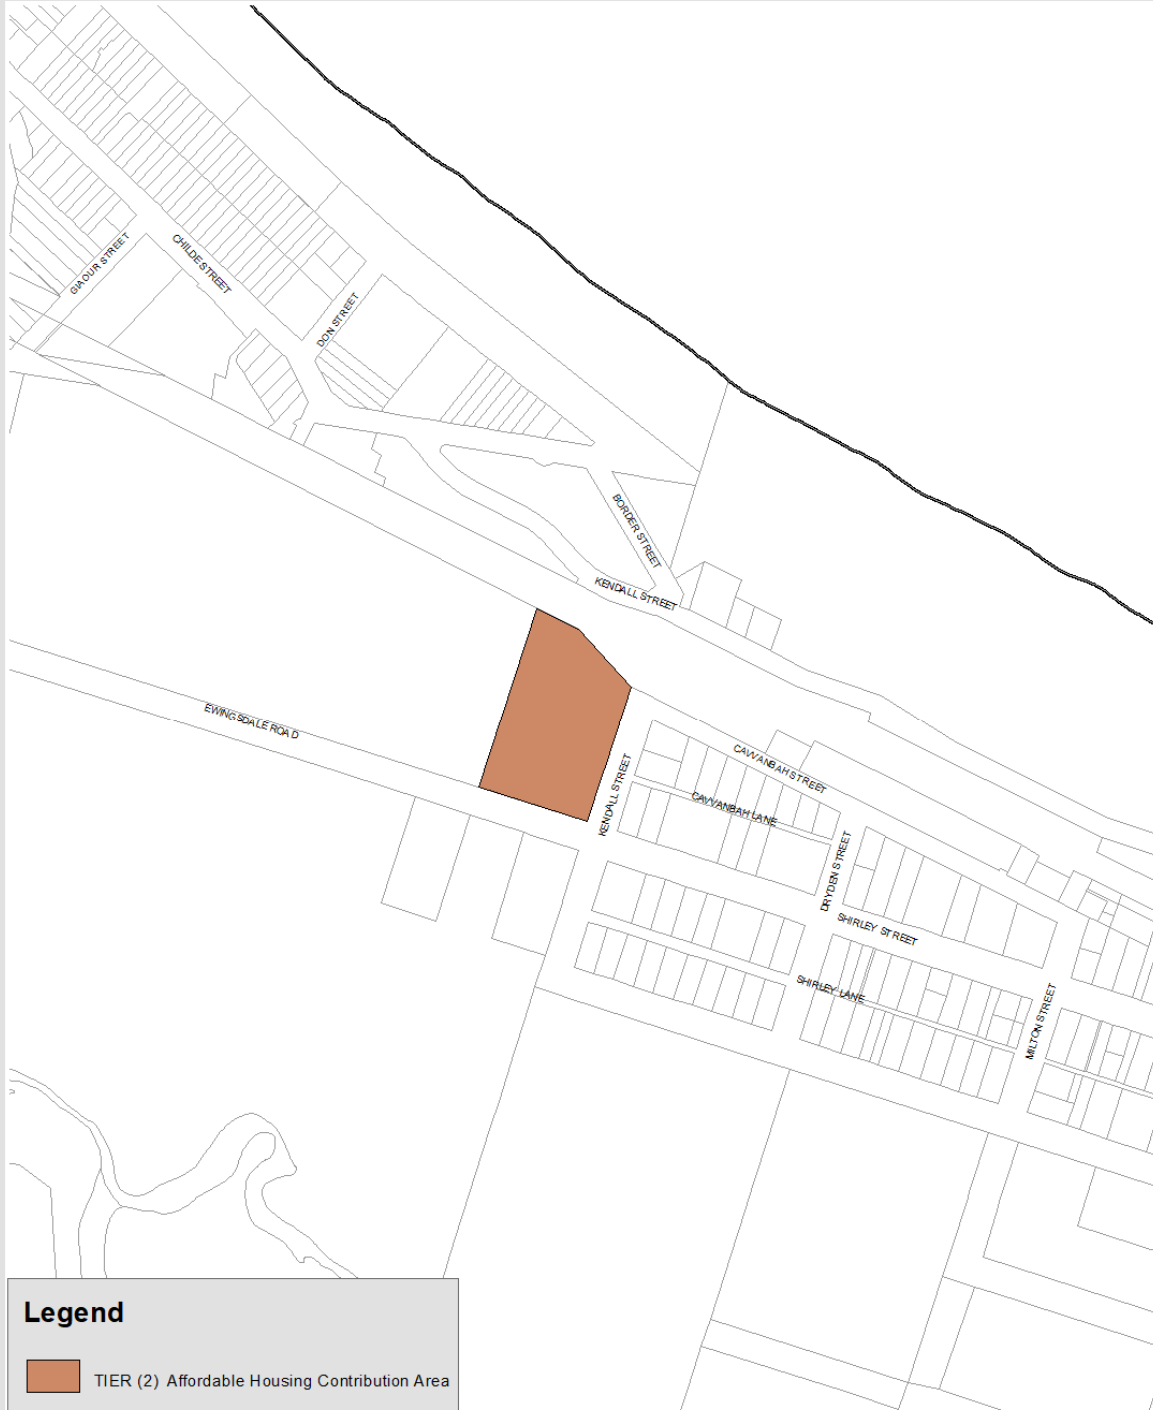 GIAOUR STREET
CHILDE STREET
DON STREET
BORDER STREET
KENDALL STREET
EWINGSDALE ROAD
KENDALL STREET
CAVVANBAH STREET
CAVVANBAH LANE
DRYDEN STREET
SHIRLEY STREET
SHIRLEY LANE
MILTON STREET
Legend
TIER (2) Affordable Housing Contribution Area